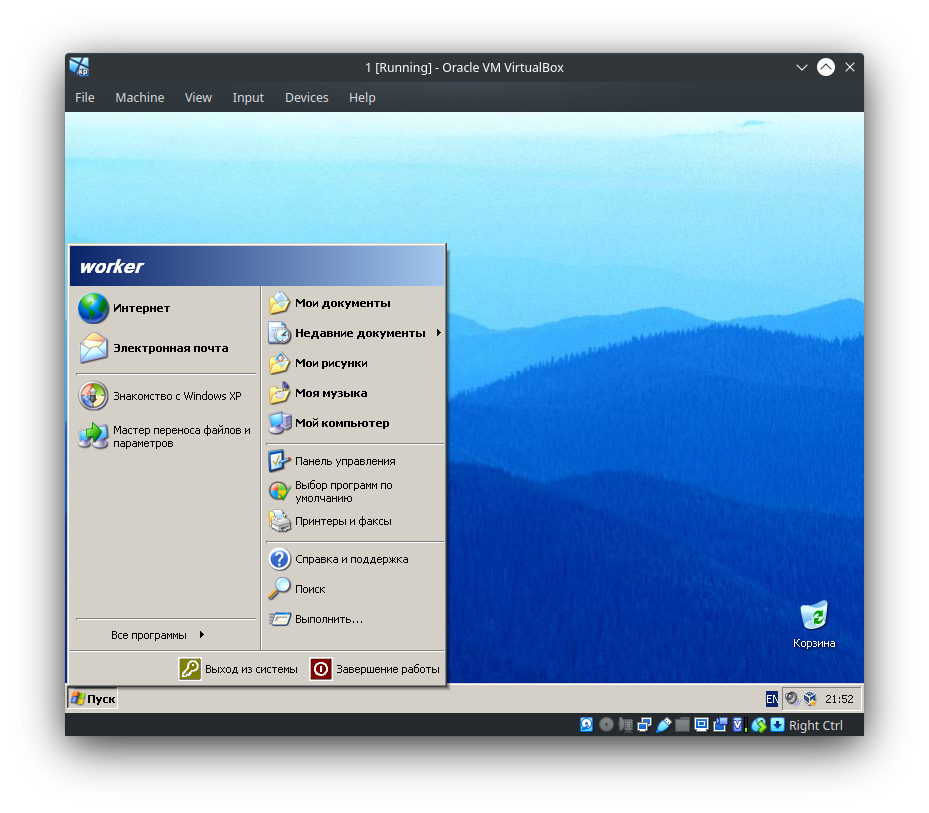 1 [Running] - Oracle VM VirtualBox
File Machine View Input Devices Help
worker
Интернет
Электронная почта
Знакомство с Windows XP
Мастер переноса файлов и
параметров
Все программы
Мои документы
Недавние документы
Мои рисунки
Моя музыка
Мой компьютер
Панель управления
Выбор программ по
умолчанию
Принтеры и факсы
Справка и поддержка
Поиск
Выполнить...
Выход из системы
Завершение работы
Корзина
Пуск
EN
21:52
Right Ctrl